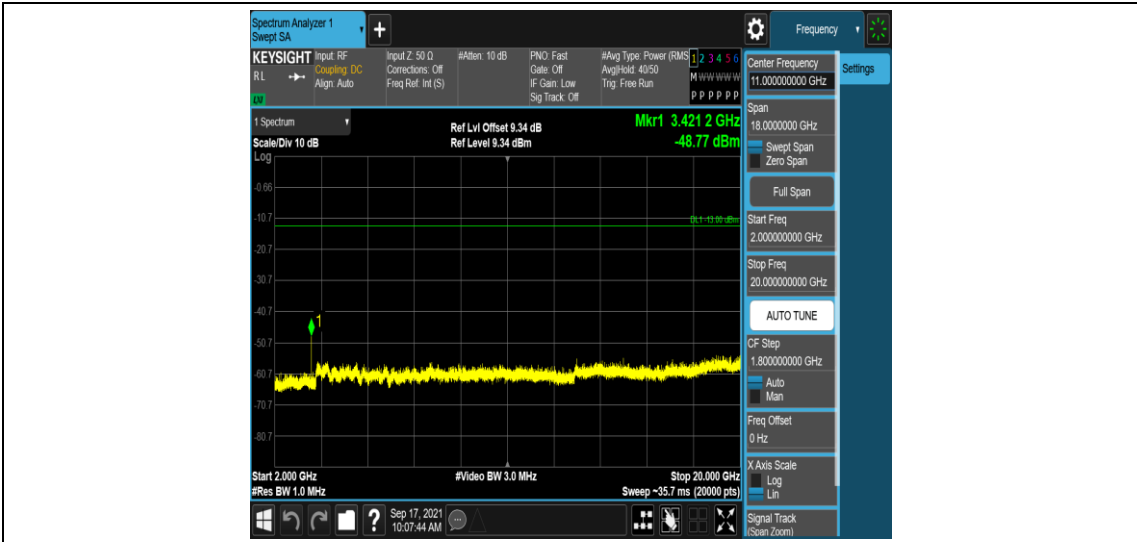 Spectrum Analyzer 1
Swept SA
+
Frequency
KEYSIGHT
RL
LXI
Input: RF
Coupling: DC
Align: Auto
Input Z: 50 Ω
Corrections: Off
Freq Ref: Int (S)
#Atten: 10 dB
PNO: Fast
Gate: Off
IF Gain: Low
Sig Track: Off
#Avg Type: Power (RMS
Avg|Hold: 40/50
Trig: Free Run
1 2 3 4 5 6
M W W W W W
P P P P P P
Center Frequency
11.000000000 GHz
Settings
Span
18.0000000 GHz
Swept Span
Zero Span
Full Span
Start Freq
2.000000000 GHz
Stop Freq
20.000000000 GHz
AUTO TUNE
CF Step
1.800000000 GHz
Auto
Man
Freq Offset
0 Hz
X Axis Scale
Log
Lin
Signal Track
(Span Zoom)
1 Spectrum
Scale/Div 10 dB
Log
Ref Lvl Offset 9.34 dB
Ref Level 9.34 dBm
Mkr1 3.421 2 GHz
-48.77 dBm
-0.66
-10.7
DL1 -13.00 dBm
-20.7
-30.7
-40.7
1
-50.7
-60.7
-70.7
-80.7
Start 2.000 GHz
#Res BW 1.0 MHz
#Video BW 3.0 MHz
Stop 20.000 GHz
Sweep ~35.7 ms (20000 pts)
?
Sep 17, 2021
10:07:44 AM